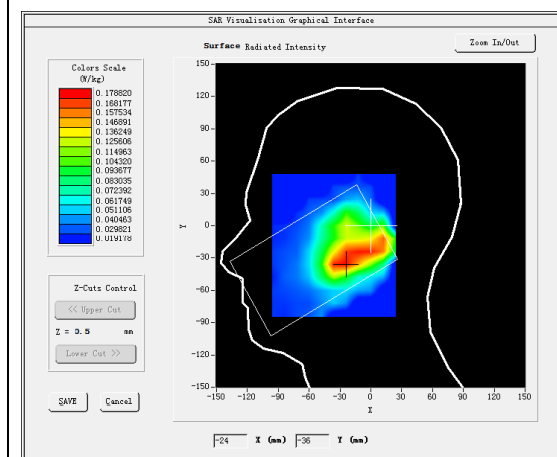 SAR Visualisation Graphical Interface
Surface Radiated Intensity
Zoom In/Out
Colors Scale
(W/kg)
0.178820
0.168177
0.157534
0.146891
0.136249
0.125606
0.114963
0.104320
0.093677
0.083035
0.072392
0.061749
0.051106
0.040463
0.029821
0.019178
Z-Cuts Control
<< Upper Cut
Z = 0.5 mm
Lower Cut >>
SAVE Cancel
150
120
90
60
30
0
-30
-60
-90
-120
-150
Y
-150 -120 -90 -60 -30 0 30 60 90 120 150
X
-24 X (mm) -36 Y (mm)